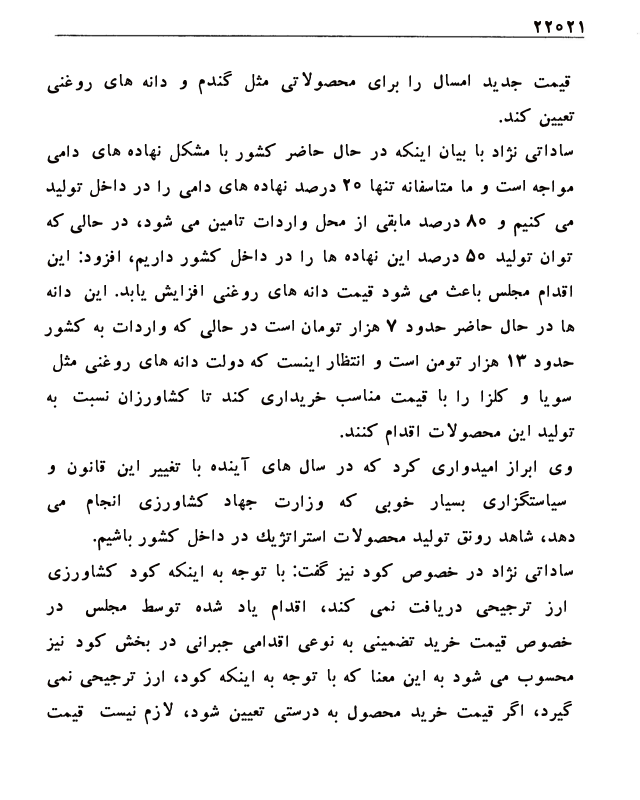 ۲۲۰۲۱
قیمت جدید امسال را برای محصولاتی مثل گندم و دانه های روغنی
تعیین کند.
ساداتی نژاد با بیان اینکه در حال حاضر کشور با مشکل نهاده های دامی
مواجه است و ما متاسفانه تنها ۲۰ درصد نهاده های دامی را در داخل تولید
می کنیم و ۸۰ درصد مابقی از محل واردات تامین می شود، در حالی که
توان تولید ۵۰ درصد این نهاده ها را در داخل کشور داریم، افزود: این
اقدام مجلس باعث می شود قیمت دانه های روغنی افزایش یابد. این دانه
ها در حال حاضر حدود ۷ هزار تومان است در حالی که واردات به کشور
حدود ۱۳ هزار تومن است و انتظار اینست که دولت دانه های روغنی مثل
سویا و کلزا را با قیمت مناسب خریداری کند تا کشاورزان نسبت به
تولید این محصولات اقدام کنند.
وی ابراز امیدواری کرد که در سال های آینده با تغییر این قانون و
سیاستگزاری بسیار خوبی که وزارت جهاد کشاورزی انجام می
دهد، شاهد رونق تولید محصولات استراتژیك در داخل کشور باشیم.
ساداتی نژاد در خصوص کود نیز گفت: با توجه به اینکه کود کشاورزی
ارز ترجیحی دریافت نمی کند، اقدام یاد شده توسط مجلس در
خصوص قیمت خرید تضمینی به نوعی اقدامی جبرانی در بخش کود نیز
محسوب می شود به این معنا که با توجه به اینکه کود، ارز ترجیحی نمی
گیرد، اگر قیمت خرید محصول به درستی تعیین شود، لازم نیست قیمت